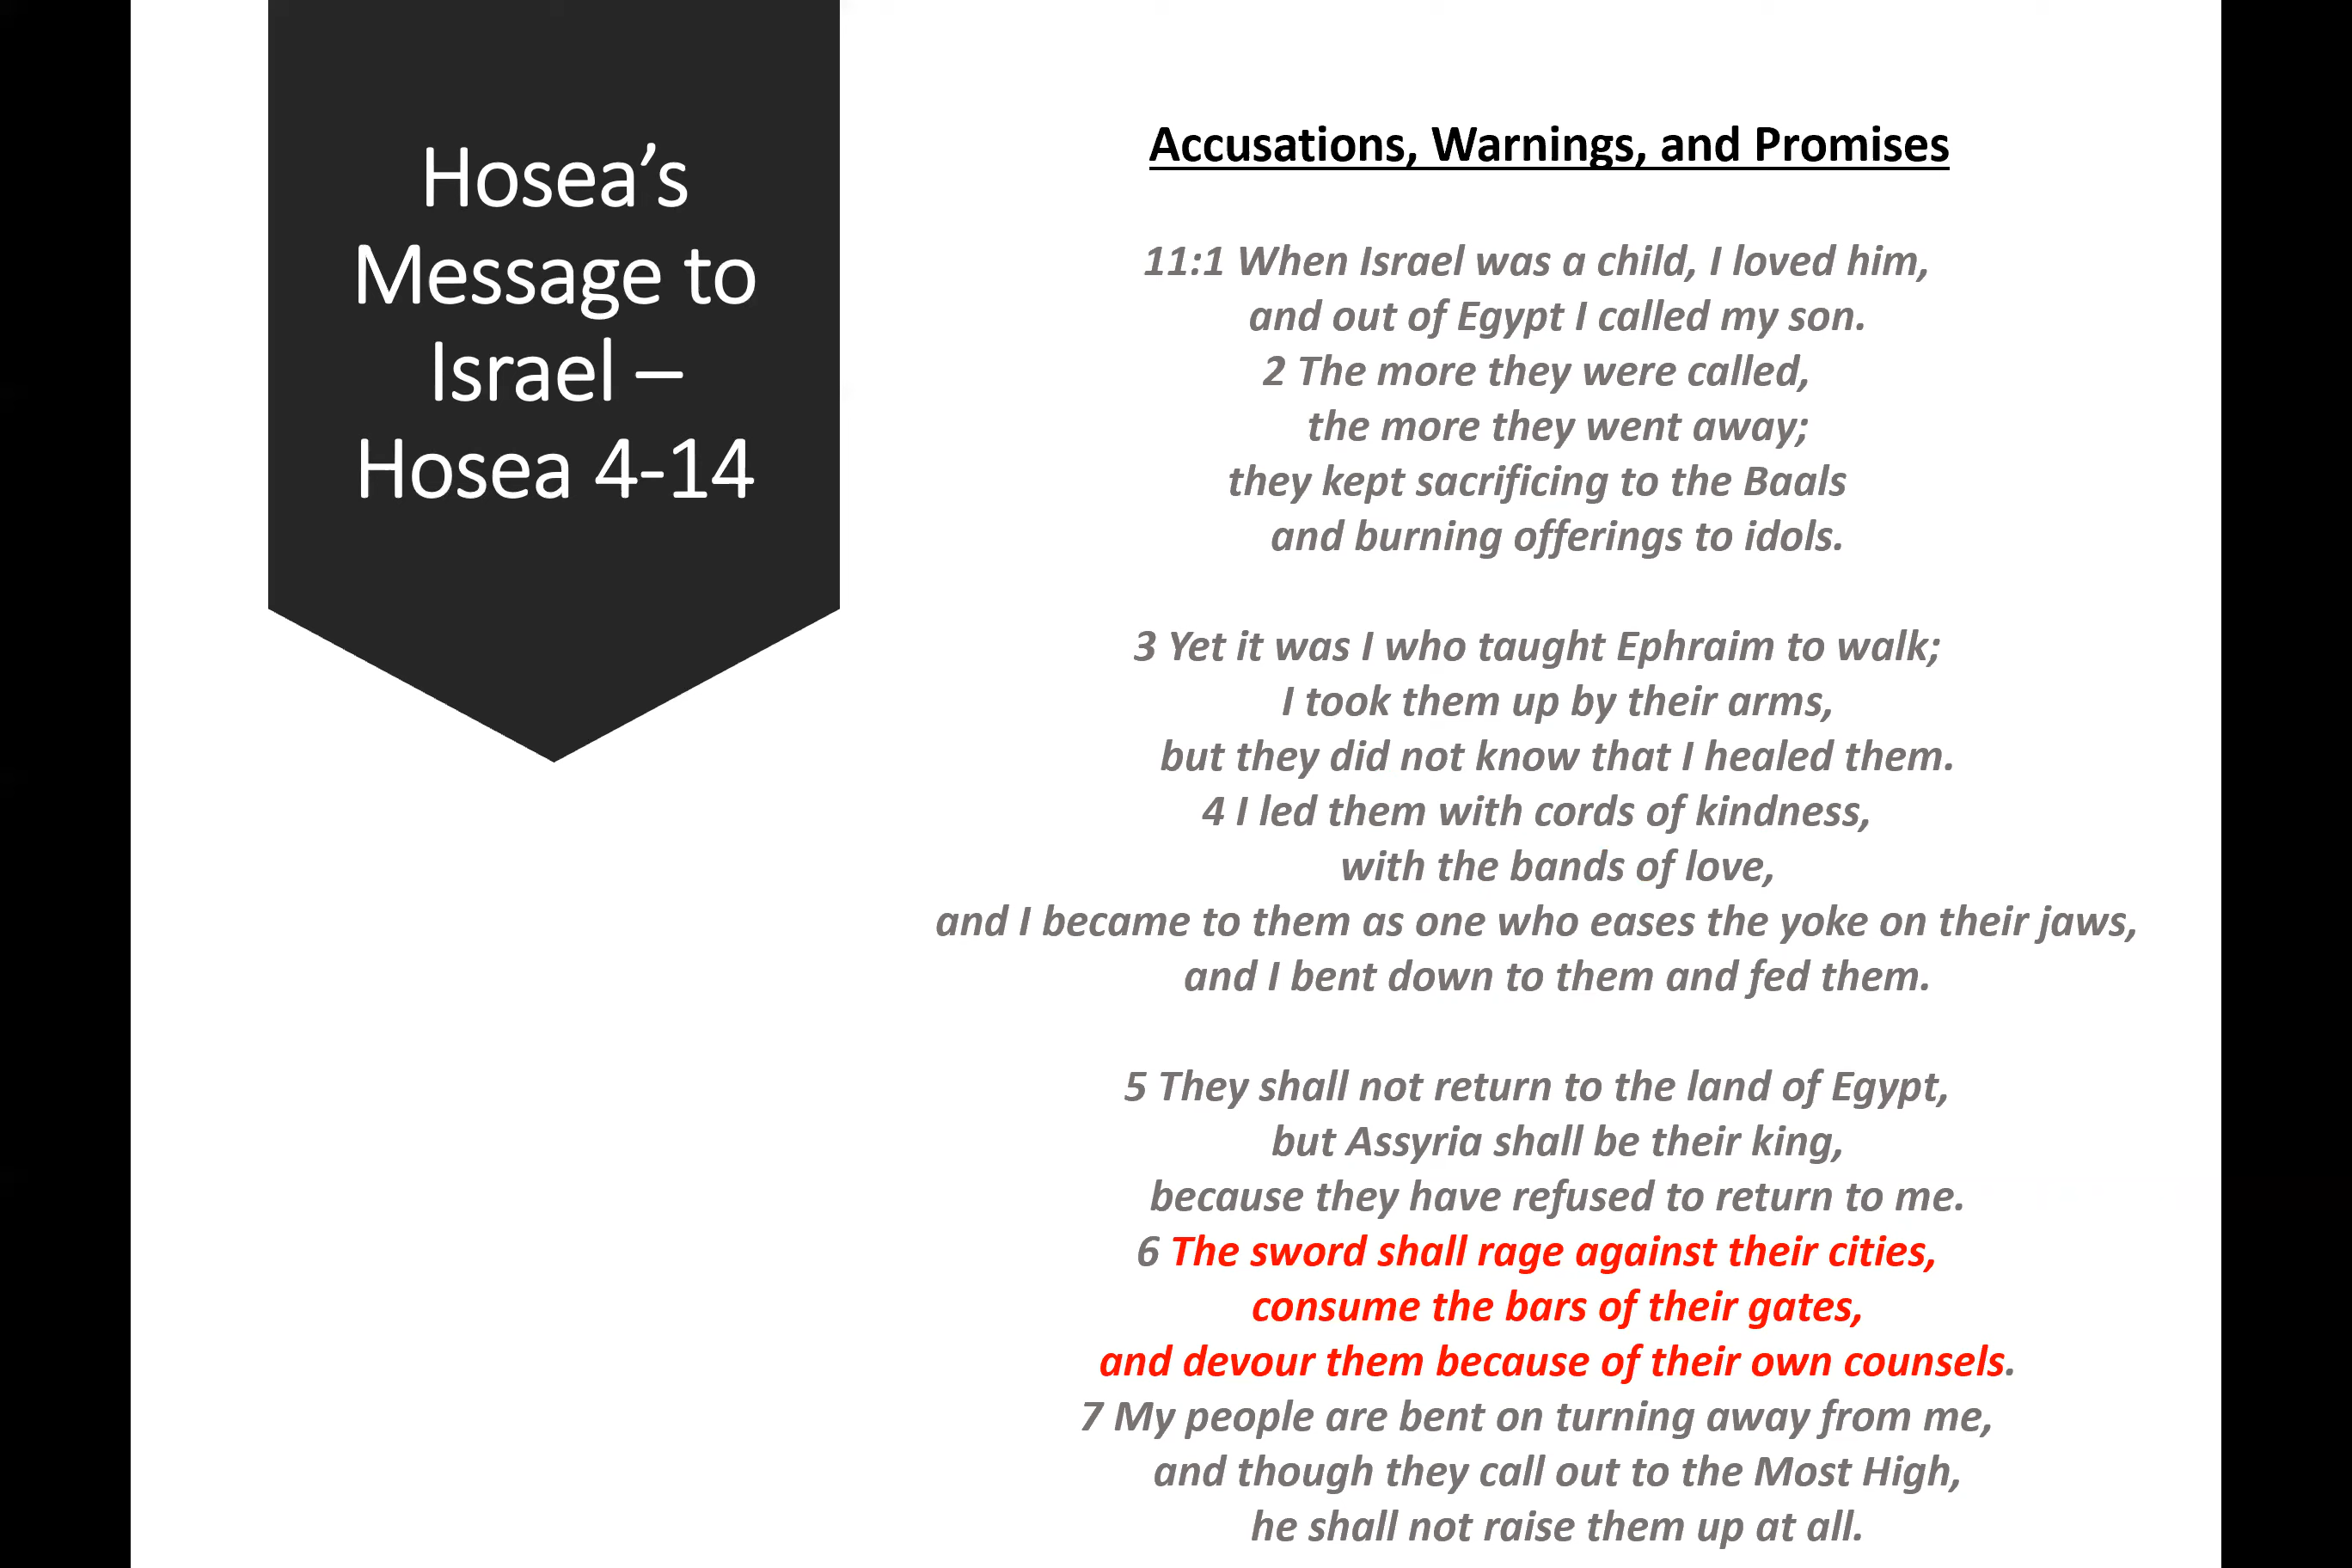 Hosea’s
Message to
Israel –
Hosea 4-14
Accusations, Warnings, and Promises
11:1 When Israel was a child, I loved him,
and out of Egypt I called my son.
2 The more they were called,
the more they went away;
they kept sacrificing to the Baals
and burning offerings to idols.
3 Yet it was I who taught Ephraim to walk;
I took them up by their arms,
but they did not know that I healed them.
4 I led them with cords of kindness,
with the bands of love,
and I became to them as one who eases the yoke on their jaws,
and I bent down to them and fed them.
5 They shall not return to the land of Egypt,
but Assyria shall be their king,
because they have refused to return to me.
6 The sword shall rage against their cities,
consume the bars of their gates,
and devour them because of their own counsels.
7 My people are bent on turning away from me,
and though they call out to the Most High,
he shall not raise them up at all.